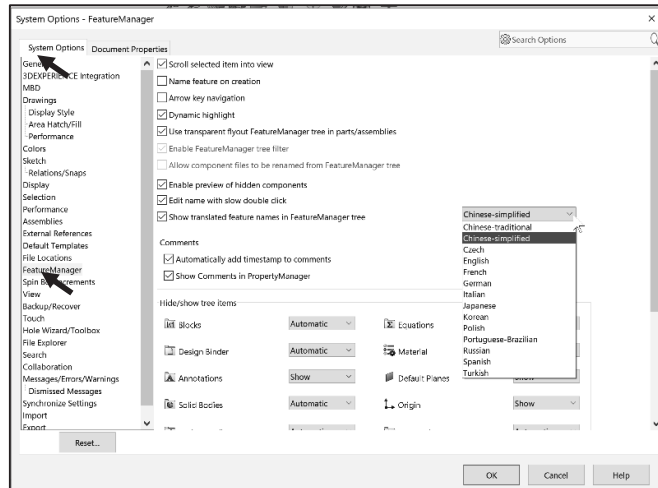 System Options - FeatureManager
Search Options
System Options Document Properties
General
3DEXPERIENCE Integration
MBD
Drawings
Display Style
Area Hatch/Fill
Performance
Colors
Sketch
Relations/Snaps
Display
Selection
Performance
Assemblies
External References
Default Templates
File Locations
FeatureManager
Spin Box Increments
View
Backup/Recover
Touch
Hole Wizard/Toolbox
File Explorer
Search
Collaboration
Messages/Errors/Warnings
Dismissed Messages
Synchronize Settings
Import
Export
Reset...
Scroll selected item into view
Name feature on creation
Arrow key navigation
Dynamic highlight
Use transparent flyout FeatureManager tree in parts/assemblies
Enable FeatureManager tree filter
Allow component files to be renamed from FeatureManager tree
Enable preview of hidden components
Edit name with slow double click
Show translated feature names in FeatureManager tree
Chinese-simplified
Chinese-traditional
Chinese-simplified
Czech
English
French
German
Italian
Japanese
Korean
Polish
Portuguese-Brazilian
Russian
Spanish
Turkish
Comments
Automatically add timestamp to comments
Show Comments in PropertyManager
Hide/show tree items
Blocks Automatic
Equations
Design Binder Automatic
Material
Annotations Show
Default Planes
Solid Bodies Automatic
Origin Show
OK Cancel Help